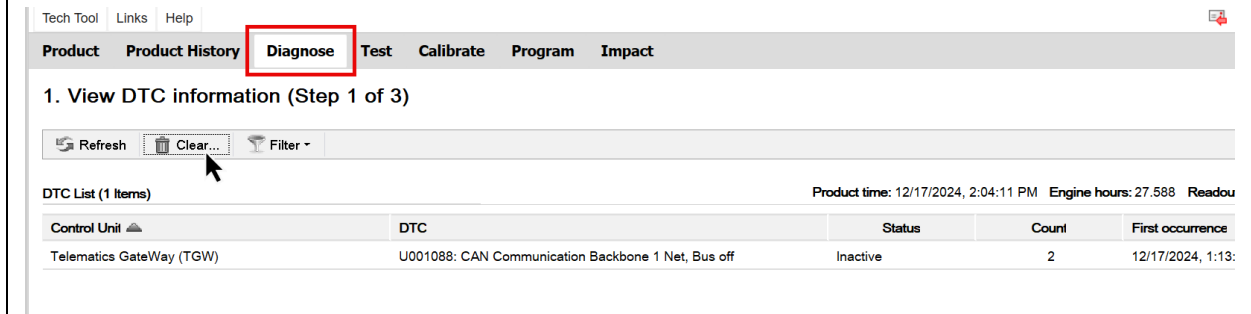 Tech Tool Links Help
Product Product History Diagnose Test Calibrate Program Impact
1. View DTC information (Step 1 of 3)
Refresh Clear... Filter
DTC List (1 Items) Product time: 12/17/2024, 2:04:11 PM Engine hours: 27.588 Readou
Control Unit DTC Status Count First occurrence
Telematics GateWay (TGW) U001088: CAN Communication Backbone 1 Net, Bus off Inactive 2 12/17/2024, 1:13: